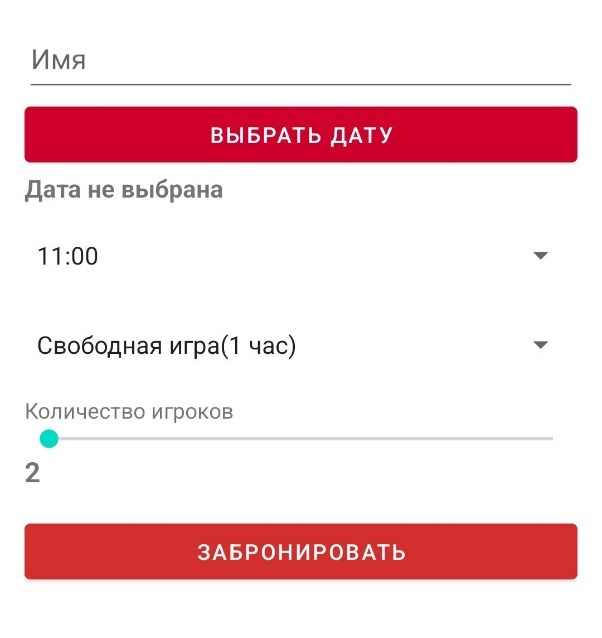 Имя
ВЫБРАТЬ ДАТУ
Дата не выбрана
11:00
Свободная игра(1 час)
Количество игроков
2
ЗАБРОНИРОВАТЬ